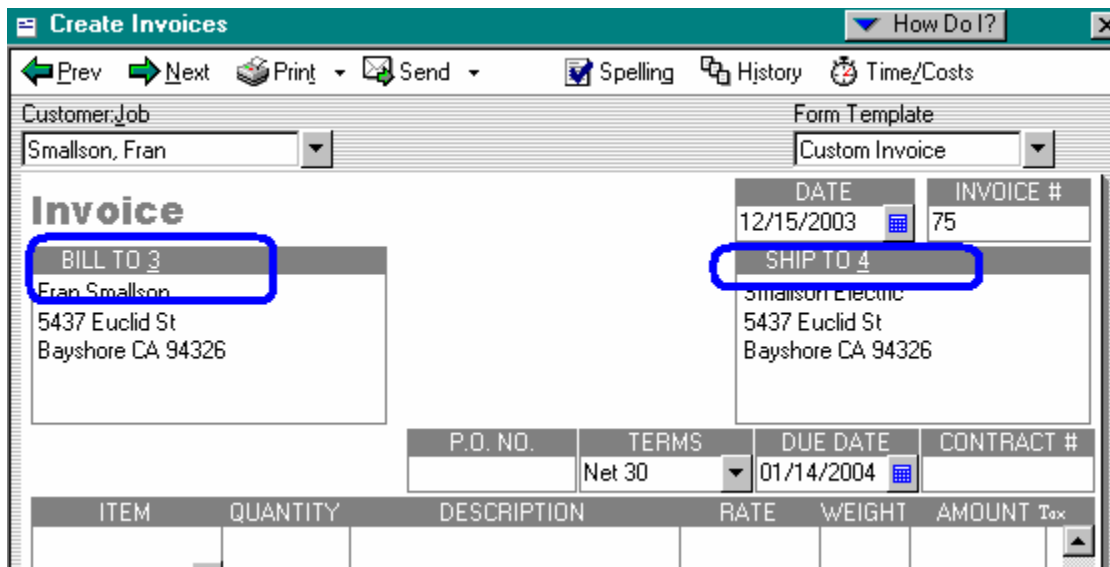 Create Invoices How Do I?
Prev Next Print Send Spelling History Time/Costs
Customer:Job Form Template
Smallson, Fran Custom Invoice
Invoice
DATE INVOICE #
12/15/2003 75
BILL TO 3 SHIP TO 4
Fran Smallson Smallson Electric
5437 Euclid St 5437 Euclid St
Bayshore CA 94326 Bayshore CA 94326
P.O. NO. TERMS DUE DATE CONTRACT #
Net 30 01/14/2004
ITEM QUANTITY DESCRIPTION RATE WEIGHT AMOUNT Tax